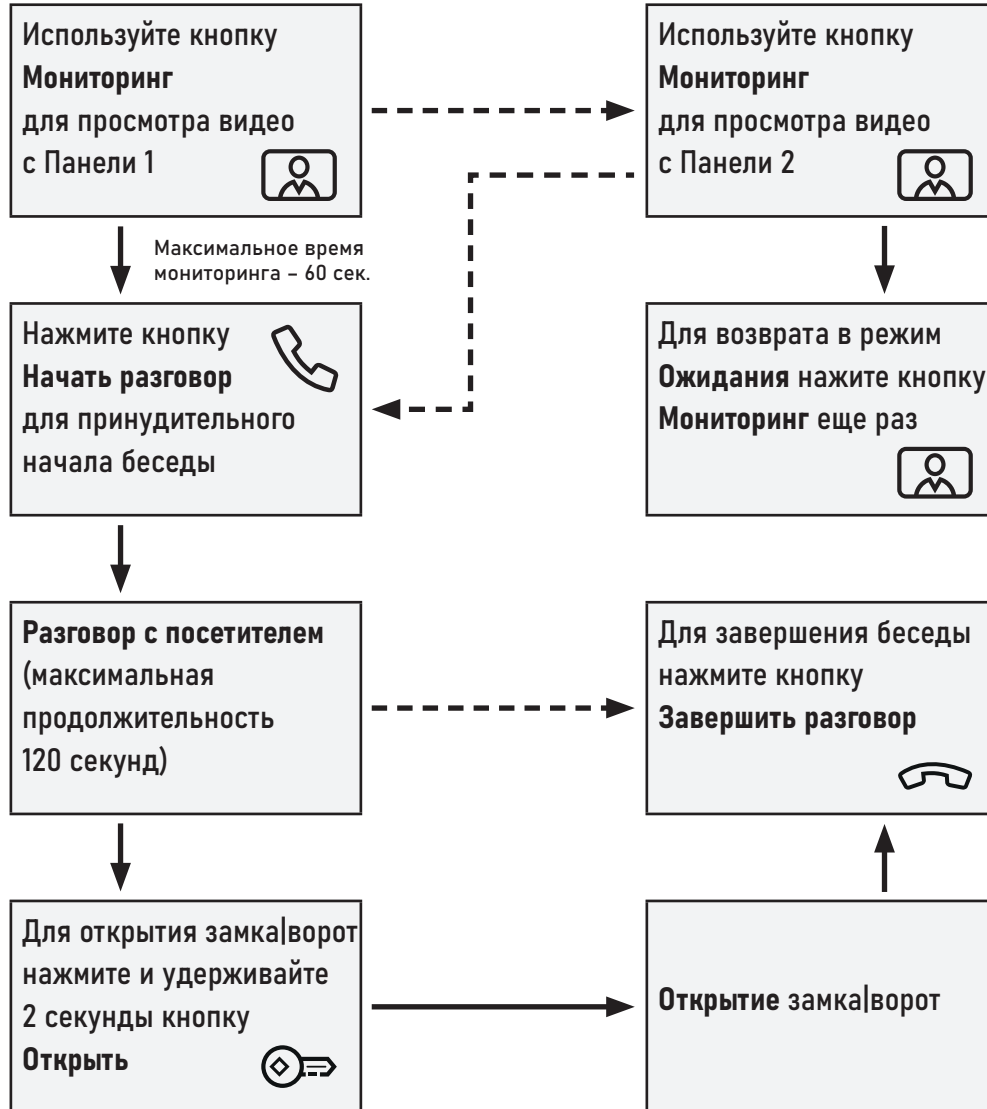 Используйте кнопку
Мониторинг
для просмотра видео
с Панели 1
Используйте кнопку
Мониторинг
для просмотра видео
с Панели 2
Максимальное время
мониторинга – 60 сек.
Нажмите кнопку
Начать разговор
для принудительного
начала беседы
Для возврата в режим
Ожидания нажите кнопку
Мониторинг еще раз
Разговор с посетителем
(максимальная
продолжительность
120 секунд)
Для завершения беседы
нажмите кнопку
Завершить разговор
Для открытия замка|ворот
нажмите и удерживайте
2 секунды кнопку
Открыть
Открытие замка|ворот